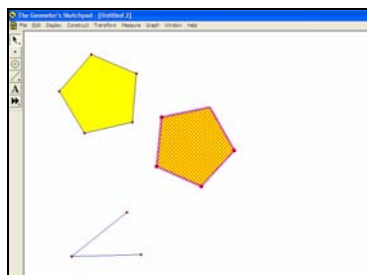 The Geometer's Sketchpad - [Untitled 2]
File Edit Display Construct Transform Measure Graph Window Help
A